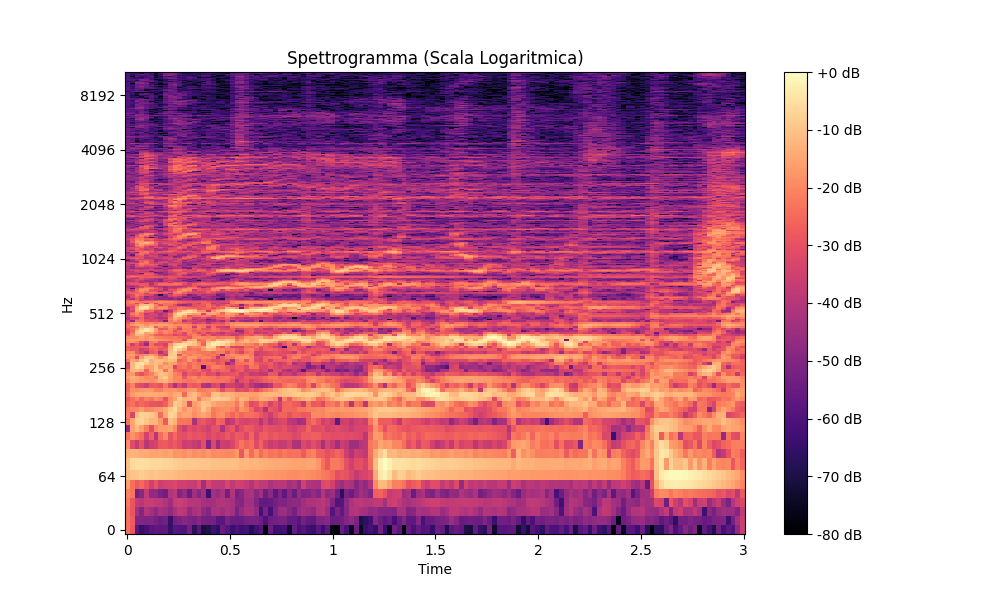 Spettrogramma (Scala Logaritmica)
Hz
8192
4096
2048
1024
512
256
128
64
0
0
0.5
1
1.5
2
2.5
3
Time
+0 dB
-10 dB
-20 dB
-30 dB
-40 dB
-50 dB
-60 dB
-70 dB
-80 dB